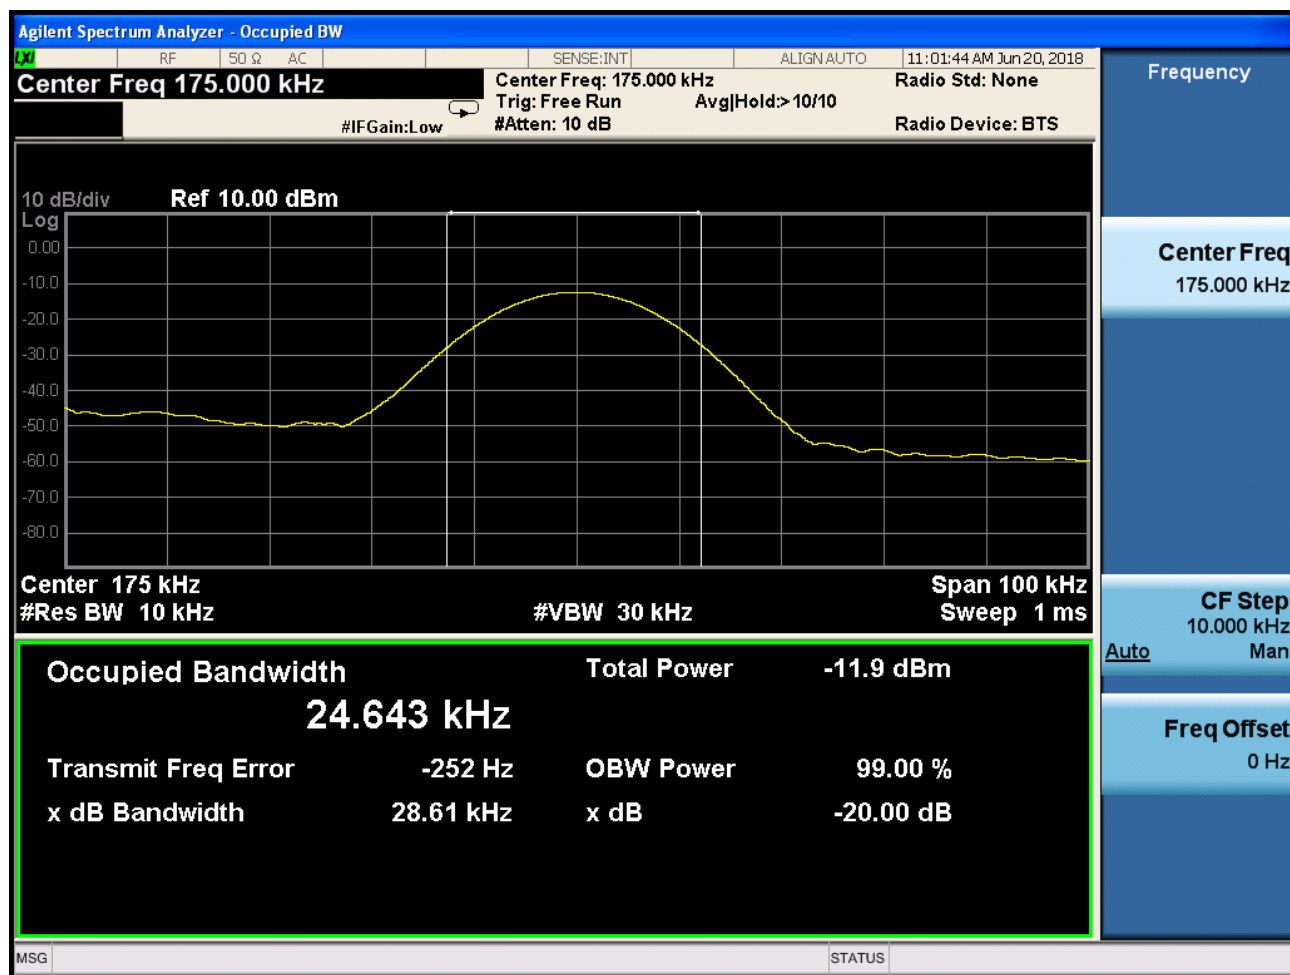 Agilent Spectrum Analyzer - Occupied BW
LXI RF 50 Ω AC SENSE:INT ALIGN AUTO 11:01:44 AM Jun 20, 2018
Center Freq 175.000 kHz
Center Freq: 175.000 kHz Radio Std: None
Trig: Free Run Avg|Hold:>10/10
#IFGain:Low #Atten: 10 dB Radio Device: BTS
10 dB/div Ref 10.00 dBm
Log
0.00
-10.0
-20.0
-30.0
-40.0
-50.0
-60.0
-70.0
-80.0
Center 175 kHz Span 100 kHz
#Res BW 10 kHz #VBW 30 kHz Sweep 1 ms
Occupied Bandwidth Total Power -11.9 dBm
24.643 kHz
Transmit Freq Error -252 Hz OBW Power 99.00 %
x dB Bandwidth 28.61 kHz x dB -20.00 dB
Frequency
Center Freq
175.000 kHz
CF Step
10.000 kHz
Auto Man
Freq Offset
0 Hz
MSG STATUS